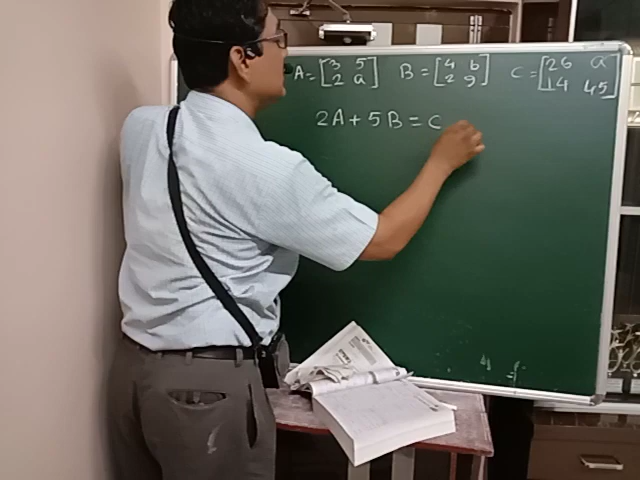 A = [3 5 B = [4 b C = [26 a
2 a] 2 9] 14 45]
2A + 5B = C